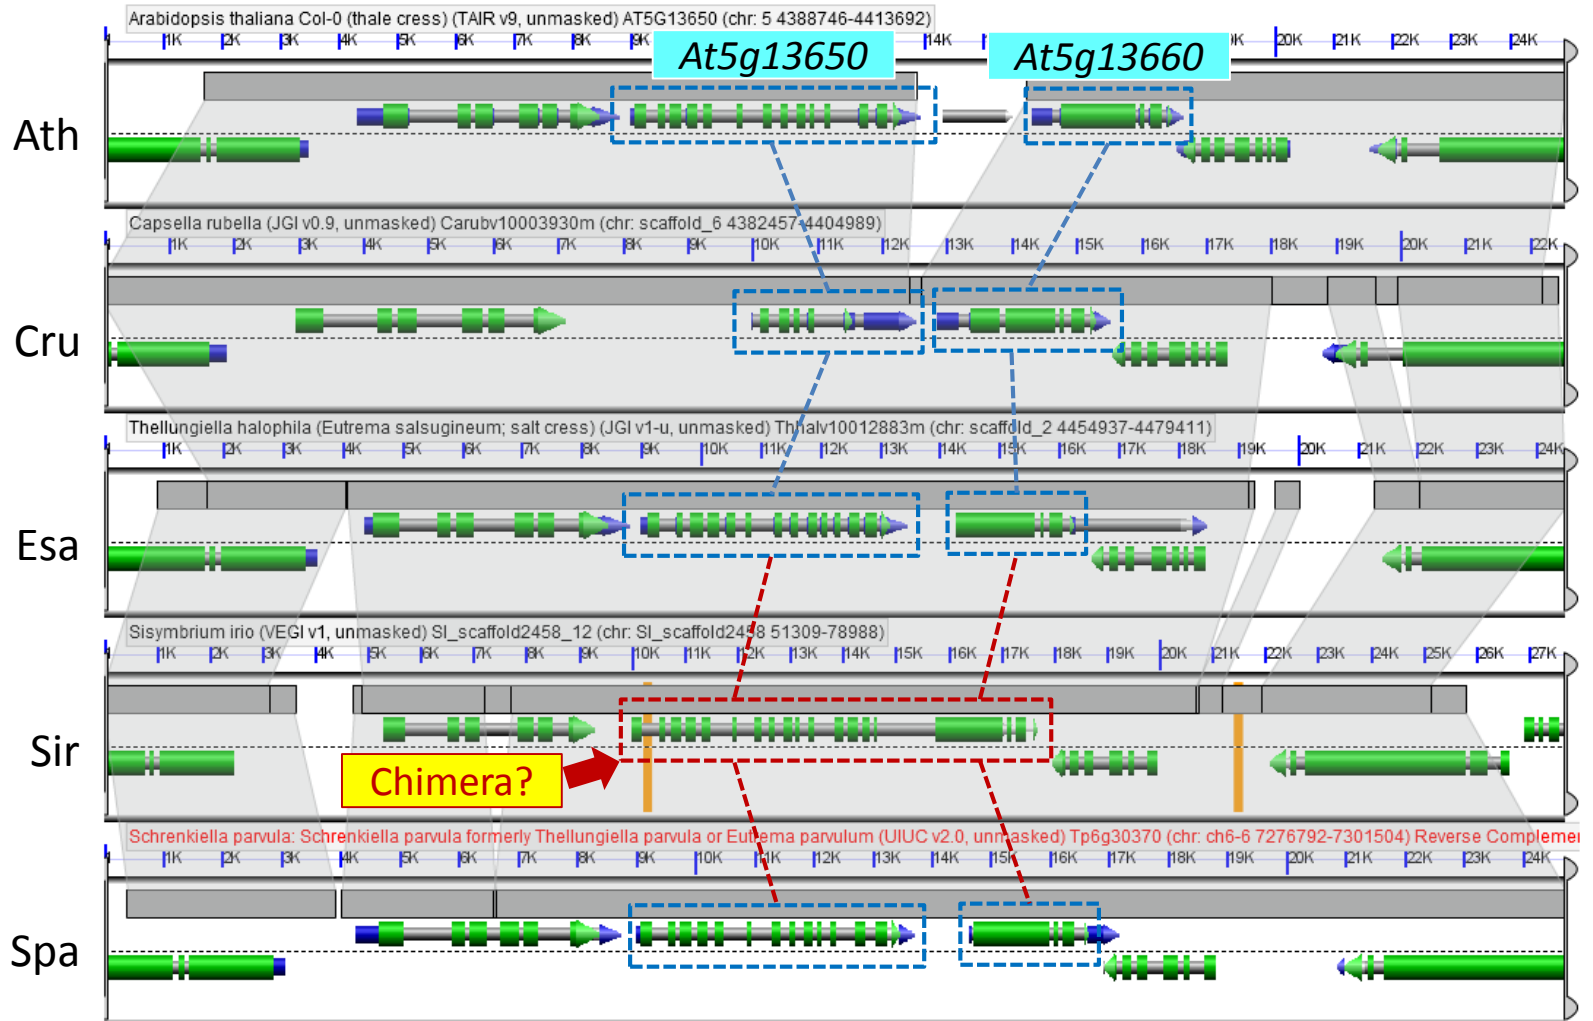 Arabidopsis thaliana Col-0 (thale cress) (TAIR v9, unmasked) AT5G13650 (chr: 5 4388746-4413692)
1K 2K 3K 4K 5K 6K 7K 8K 9K 14K 20K 21K 22K 23K 24K
At5g13650 At5g13660
Ath
Capsella rubella (JGI v0.9, unmasked) Carubv10003930m (chr: scaffold_6 4382457-4404989)
1K 2K 3K 4K 5K 6K 7K 8K 9K 10K 11K 12K 13K 14K 15K 16K 17K 18K 19K 20K 21K 22K
Cru
Thellungiella halophila (Eutrema salsugineum; salt cress) (JGI v1-u, unmasked) Thhalv10012883m (chr: scaffold_2 4454937-4479411)
1K 2K 3K 4K 5K 6K 7K 8K 9K 10K 11K 12K 13K 14K 15K 16K 17K 18K 19K 20K 21K 22K 23K 24K
Esa
Sisymbrium irio (VEGI v1, unmasked) SI_scaffold2458_12 (chr: SI_scaffold2458 51309-78988)
1K 2K 3K 4K 5K 6K 7K 8K 9K 10K 11K 12K 13K 14K 15K 16K 17K 18K 19K 20K 21K 22K 23K 24K 25K 26K 27K
Sir
Chimera?
Schrenkiella parvula: Schrenkiella parvula formerly Thellungiella parvula or Eutrema parvulum (UIUC v2.0, unmasked) Tp6g30370 (chr: ch6-6 7276792-7301504) Reverse Complemen
1K 2K 3K 4K 5K 6K 7K 8K 9K 10K 11K 12K 13K 14K 15K 16K 17K 18K 19K 20K 21K 22K 23K 24K
Spa